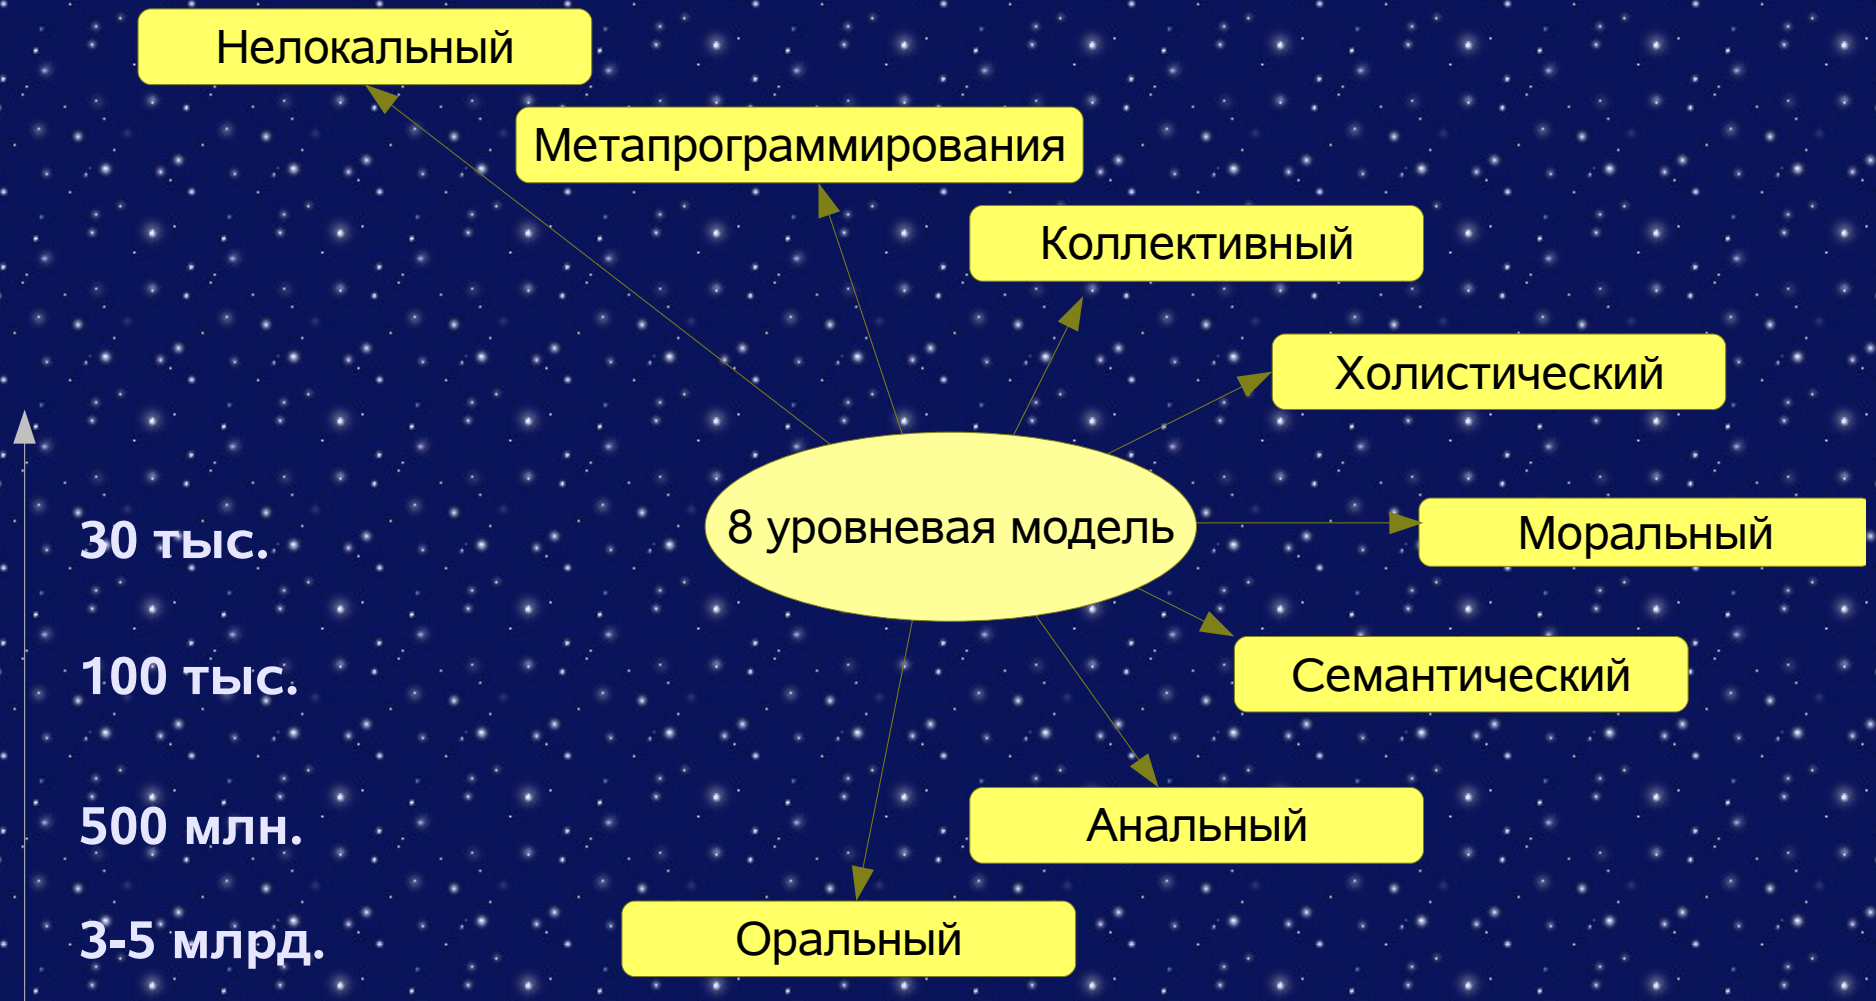 Нелокальный
Метапрограммирования
Коллективный
Холистический
8 уровневая модель
Моральный
30 тыс.
Семантический
100 тыс.
Анальный
500 млн.
Оральный
3-5 млрд.